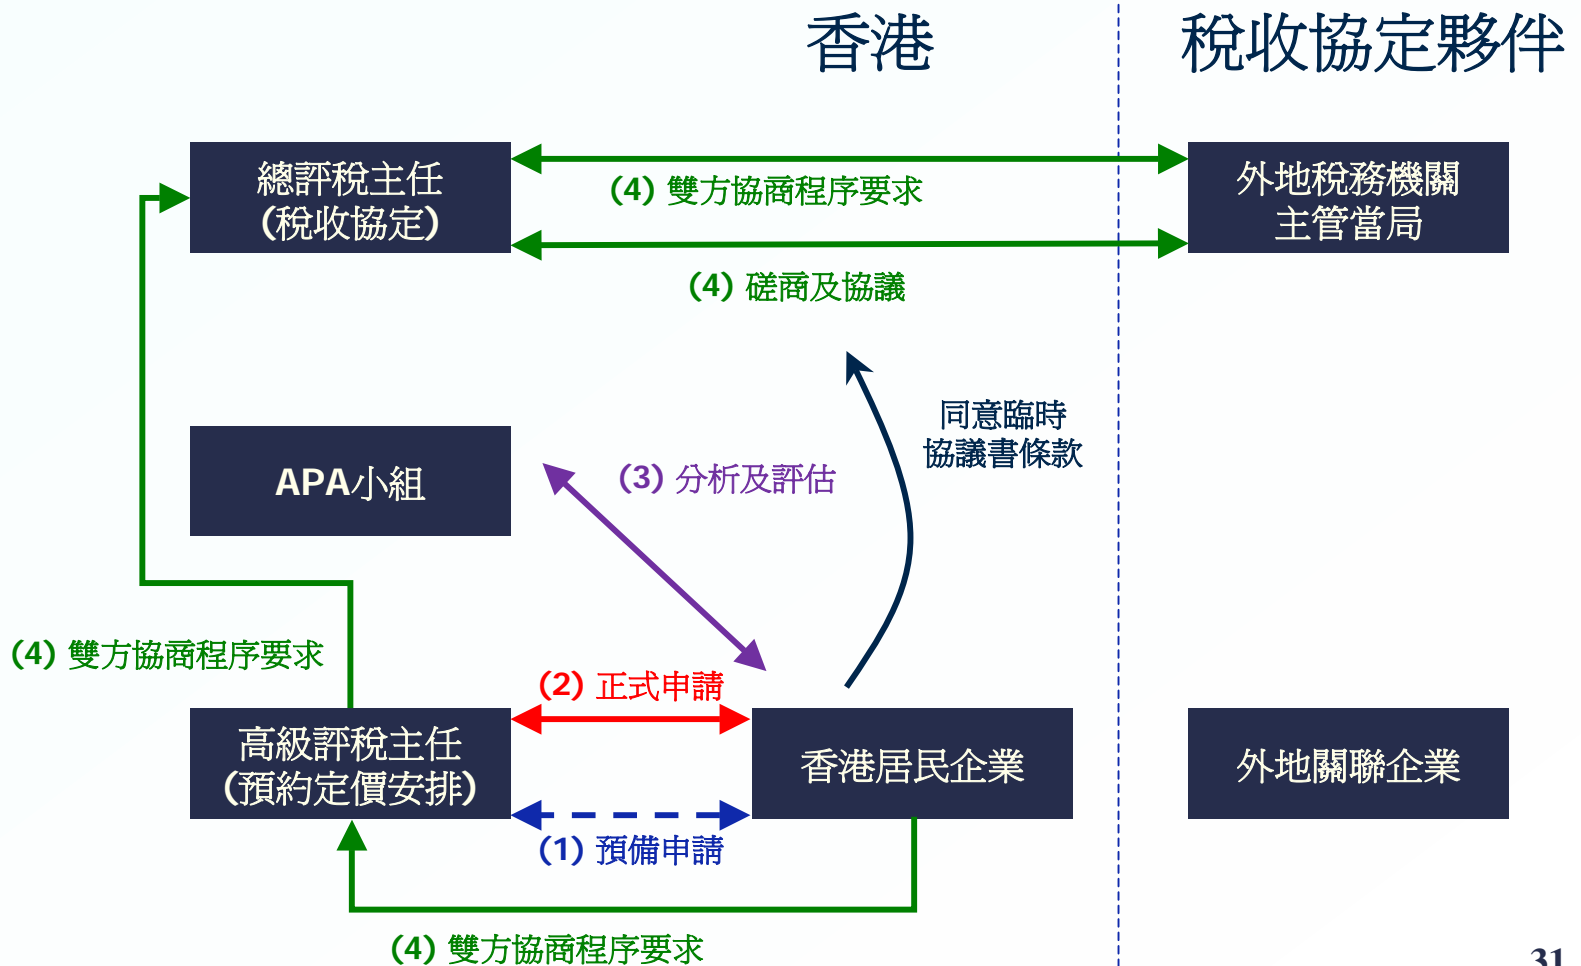 香港
稅收協定夥伴
總評稅主任
(稅收協定)
外地稅務機關
主管當局
(4) 雙方協商程序要求
(4) 磋商及協議
同意臨時
協議書條款
APA小組
(3) 分析及評估
(4) 雙方協商程序要求
(2) 正式申請
高級評稅主任
(預約定價安排)
香港居民企業
外地關聯企業
(1) 預備申請
(4) 雙方協商程序要求
31